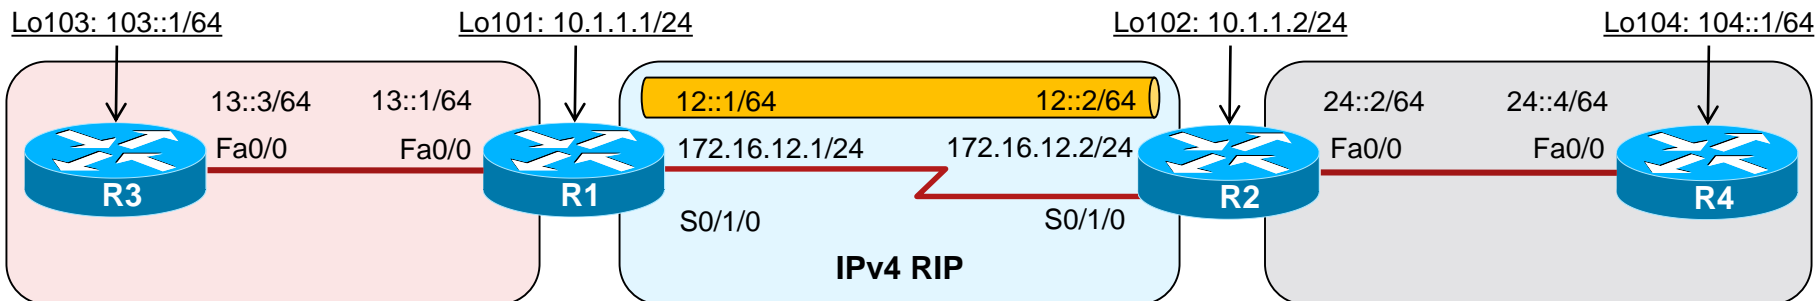 Lo103: 103::1/64
Lo101: 10.1.1.1/24
Lo102: 10.1.1.2/24
Lo104: 104::1/64
13::3/64
13::1/64
12::1/64
12::2/64
24::2/64
24::4/64
Fa0/0
Fa0/0
172.16.12.1/24
172.16.12.2/24
Fa0/0
Fa0/0
R3
R1
R2
R4
S0/1/0
S0/1/0
IPv4 RIP